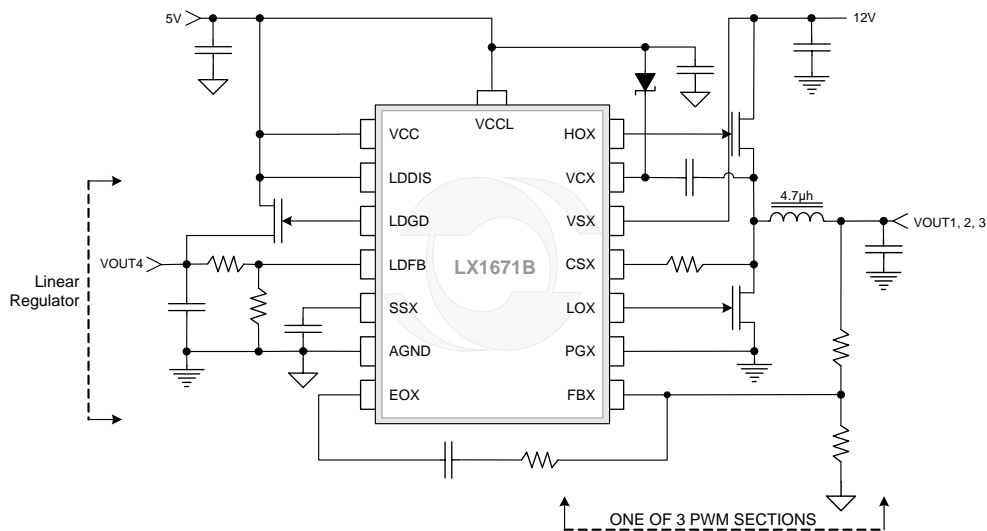 5V
12V
VCCL
VCC
HOX
LDDIS
VCX
LDGD
VSX
LDFB
CSX
SSX
LOX
AGND
PGX
EOX
FBX
LX1671B
4.7µh
VOUT1, 2, 3
Linear
Regulator
VOUT4
ONE OF 3 PWM SECTIONS